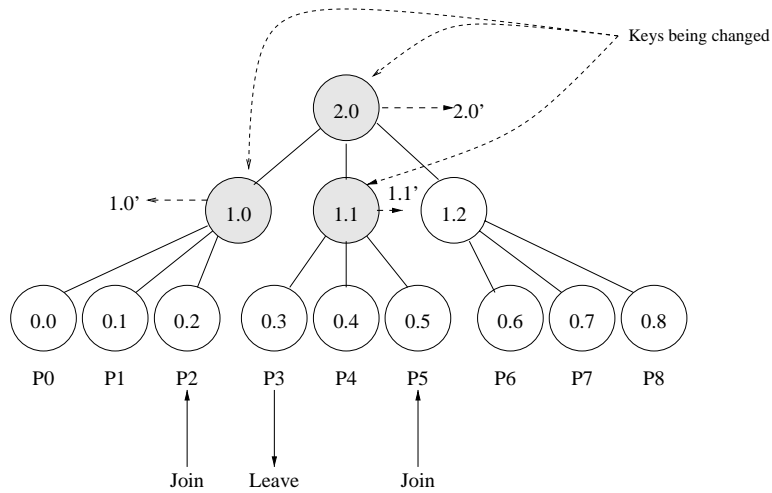 Keys being changed
2.0
2.0’
1.0’
1.0
1.1
1.1’
1.2
0.0
0.1
0.2
0.3
0.4
0.5
0.6
0.7
0.8
P0
P1
P2
P3
P4
P5
P6
P7
P8
Join
Leave
Join